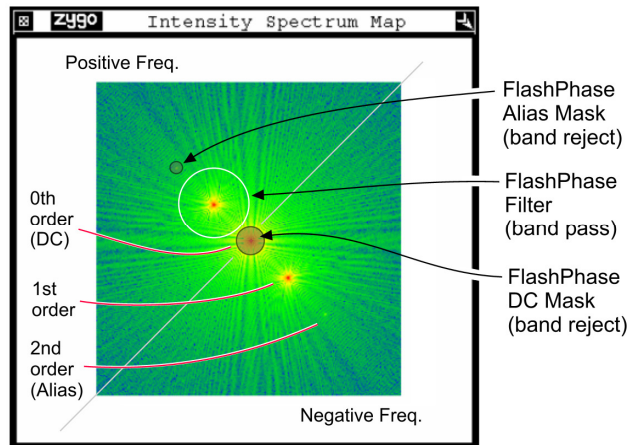 zygo Intensity Spectrum Map
Positive Freq.
FlashPhase
Alias Mask
(band reject)
FlashPhase
Filter
(band pass)
FlashPhase
DC Mask
(band reject)
0th
order
(DC)
1st
order
2nd
order
(Alias)
Negative Freq.